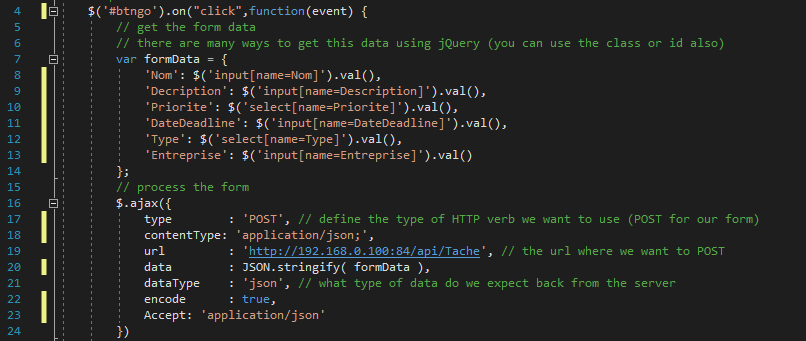 4 $('#btngo').on("click",function(event) {
5 // get the form data
6 // there are many ways to get this data using jQuery (you can use the class or id also)
7 var formData = {
8 'Nom': $('input[name=Nom]').val(),
9 'Decription': $('input[name=Description]').val(),
10 'Priorite': $('select[name=Priorite]').val(),
11 'DateDeadline': $('input[name=DateDeadline]').val(),
12 'Type': $('select[name=Type]').val(),
13 'Entreprise': $('input[name=Entreprise]').val()
14 };
15 // process the form
16 $.ajax({
17 type : 'POST', // define the type of HTTP verb we want to use (POST for our form)
18 contentType: 'application/json;',
19 url : 'http://192.168.0.100:84/api/Tache', // the url where we want to POST
20 data : JSON.stringify( formData ),
21 dataType : 'json', // what type of data do we expect back from the server
22 encode : true,
23 Accept: 'application/json'
24 })